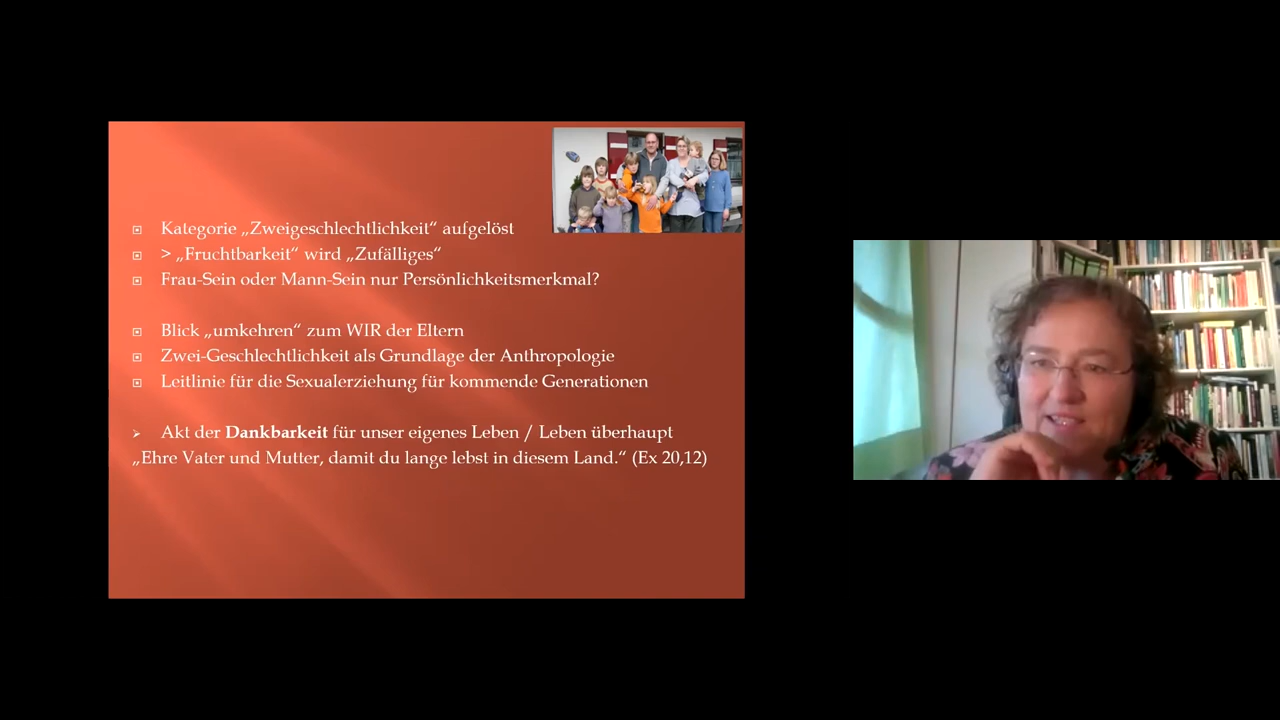 Kategorie „Zweigeschlechtlichkeit“ aufgelöst
> „Fruchtbarkeit“ wird „Zufälliges“
Frau-Sein oder Mann-Sein nur Persönlichkeitsmerkmal?
Blick „umkehren“ zum WIR der Eltern
Zwei-Geschlechtlichkeit als Grundlage der Anthropologie
Leitlinie für die Sexualerziehung für kommende Generationen
Akt der Dankbarkeit für unser eigenes Leben / Leben überhaupt
„Ehre Vater und Mutter, damit du lange lebst in diesem Land.“ (Ex 20,12)